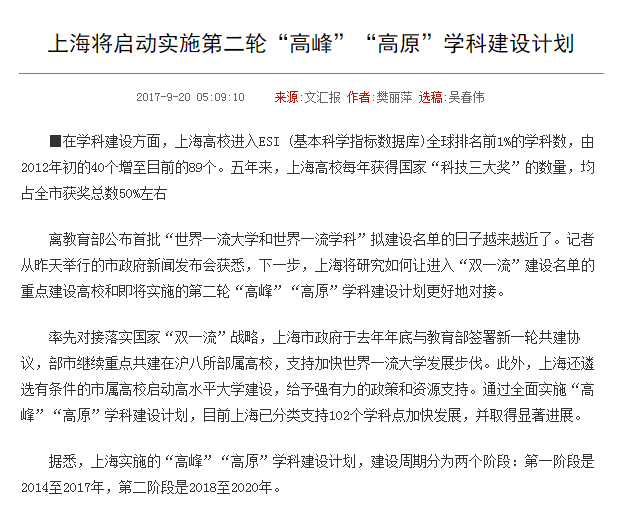 上海将启动实施第二轮“高峰”“高原”学科建设计划
2017-9-20 05:09:10 来源:文汇报 作者:樊丽萍 选稿:吴春伟
■在学科建设方面，上海高校进入ESI (基本科学指标数据库)全球排名前1%的学科数，由
2012年初的40个增至目前的89个。五年来，上海高校每年获得国家“科技三大奖”的数量，均
占全市获奖总数50%左右
离教育部公布首批“世界一流大学和世界一流学科”拟建设名单的日子越来越近了。记者
从昨天举行的市政府新闻发布会获悉，下一步，上海将研究如何让进入“双一流”建设名单的
重点建设高校和即将实施的第二轮“高峰”“高原”学科建设计划更好地对接。
率先对接落实国家“双一流”战略，上海市政府于去年年底与教育部签署新一轮共建协
议，部市继续重点共建在沪八所部属高校，支持加快世界一流大学发展步伐。此外，上海还遴
选有条件的市属高校启动高水平大学建设，给予强有力的政策和资源支持。通过全面实施“高
峰”“高原”学科建设计划，目前上海已分类支持102个学科点加快发展，并取得显著进展。
据悉，上海实施的“高峰”“高原”学科建设计划，建设周期分为两个阶段：第一阶段是
2014至2017年，第二阶段是2018至2020年。